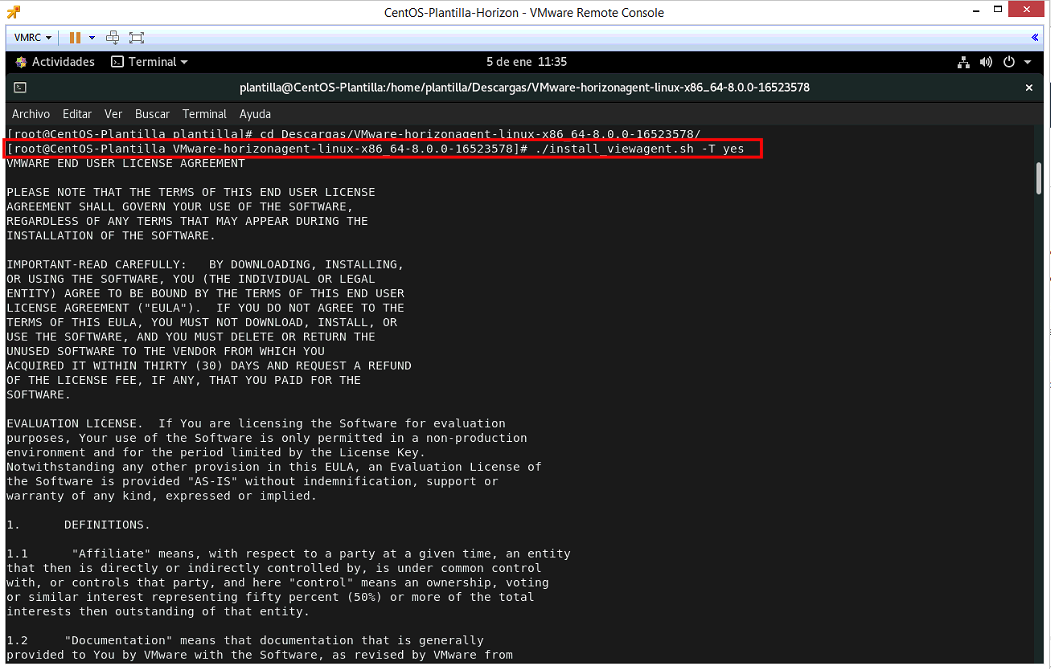 CentOS-Plantilla-Horizon - VMware Remote Console
VMRC
Actividades Terminal 5 de ene 11:35
plantilla@CentOS-Plantilla:/home/plantilla/Descargas/VMware-horizonagent-linux-x86_64-8.0.0-16523578
Archivo Editar Ver Buscar Terminal Ayuda
[root@CentOS-Plantilla plantilla]# cd Descargas/VMware-horizonagent-linux-x86_64-8.0.0-16523578/
[root@CentOS-Plantilla VMware-horizonagent-linux-x86_64-8.0.0-16523578]# ./install_viewagent.sh -T yes
VMWARE END USER LICENSE AGREEMENT
PLEASE NOTE THAT THE TERMS OF THIS END USER LICENSE
AGREEMENT SHALL GOVERN YOUR USE OF THE SOFTWARE,
REGARDLESS OF ANY TERMS THAT MAY APPEAR DURING THE
INSTALLATION OF THE SOFTWARE.
IMPORTANT-READ CAREFULLY:   BY DOWNLOADING, INSTALLING,
OR USING THE SOFTWARE, YOU (THE INDIVIDUAL OR LEGAL
ENTITY) AGREE TO BE BOUND BY THE TERMS OF THIS END USER
LICENSE AGREEMENT ("EULA").  IF YOU DO NOT AGREE TO THE
TERMS OF THIS EULA, YOU MUST NOT DOWNLOAD, INSTALL, OR
USE THE SOFTWARE, AND YOU MUST DELETE OR RETURN THE
UNUSED SOFTWARE TO THE VENDOR FROM WHICH YOU
ACQUIRED IT WITHIN THIRTY (30) DAYS AND REQUEST A REFUND
OF THE LICENSE FEE, IF ANY, THAT YOU PAID FOR THE
SOFTWARE.
EVALUATION LICENSE.  If You are licensing the Software for evaluation
purposes, Your use of the Software is only permitted in a non-production
environment and for the period limited by the License Key.
Notwithstanding any other provision in this EULA, an Evaluation License of
the Software is provided "AS-IS" without indemnification, support or
warranty of any kind, expressed or implied.
1.      DEFINITIONS.
1.1      "Affiliate" means, with respect to a party at a given time, an entity
that then is directly or indirectly controlled by, is under common control
with, or controls that party, and here "control" means an ownership, voting
or similar interest representing fifty percent (50%) or more of the total
interests then outstanding of that entity.
1.2     "Documentation" means that documentation that is generally
provided to You by VMware with the Software, as revised by VMware from